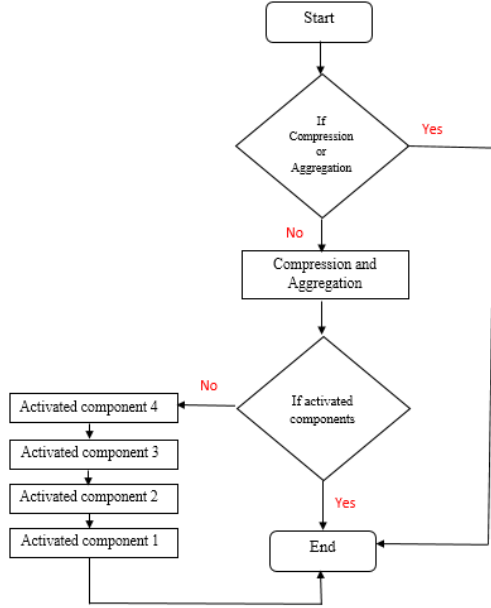 Start
If
Compression
or
Aggregation
Yes
No
Compression and
Aggregation
If activated
components
No
Activated component 4
Activated component 3
Activated component 2
Activated component 1
Yes
End